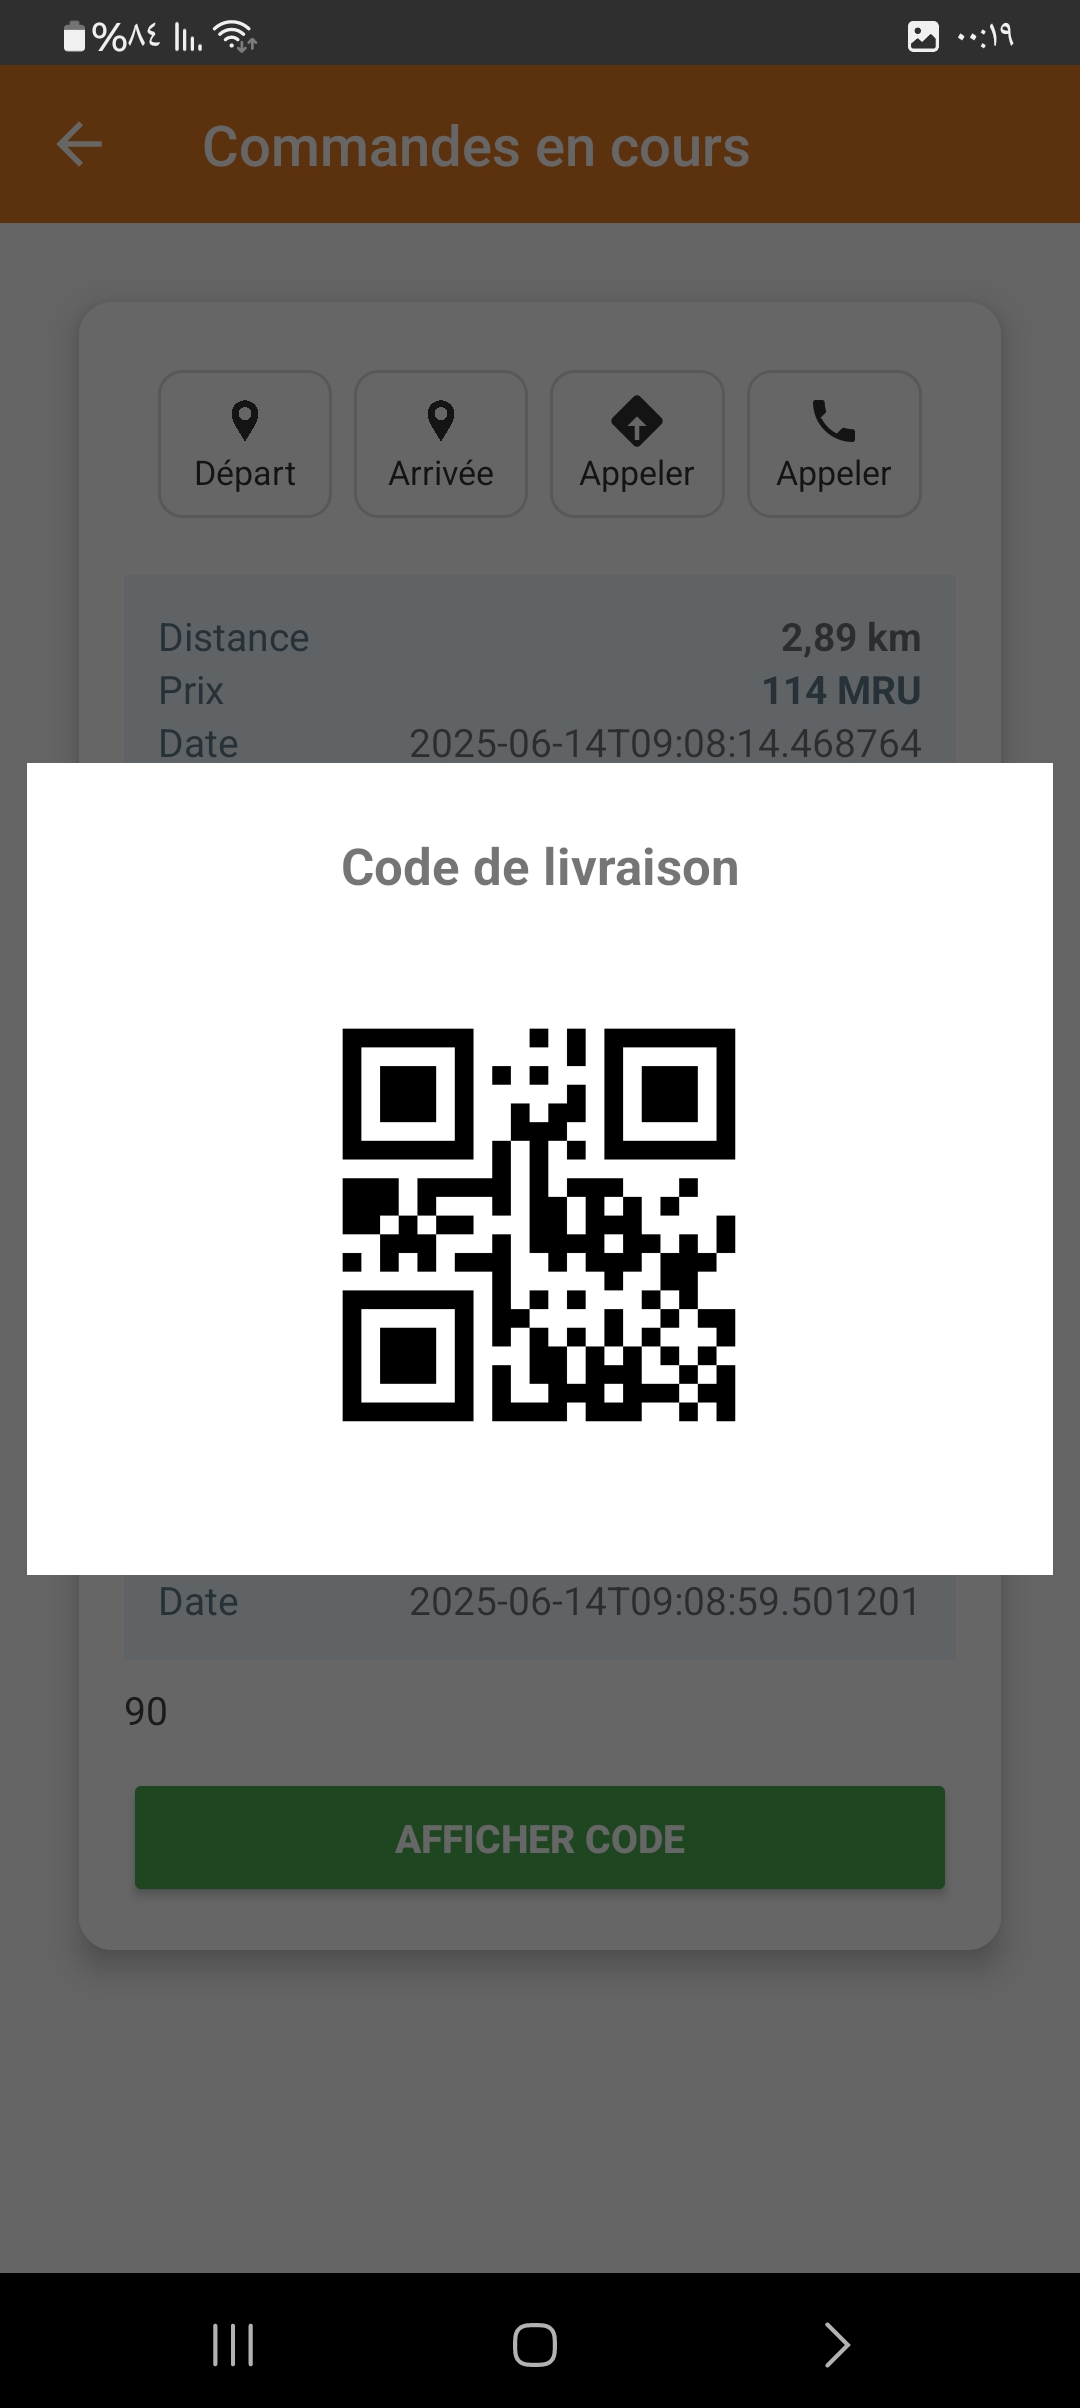 %٨٤ ٠٠:١٩
Commandes en cours
Départ Arrivée Appeler Appeler
Distance 2,89 km
Prix 114 MRU
Date 2025-06-14T09:08:14.468764
Code de livraison
Date 2025-06-14T09:08:59.501201
90
AFFICHER CODE